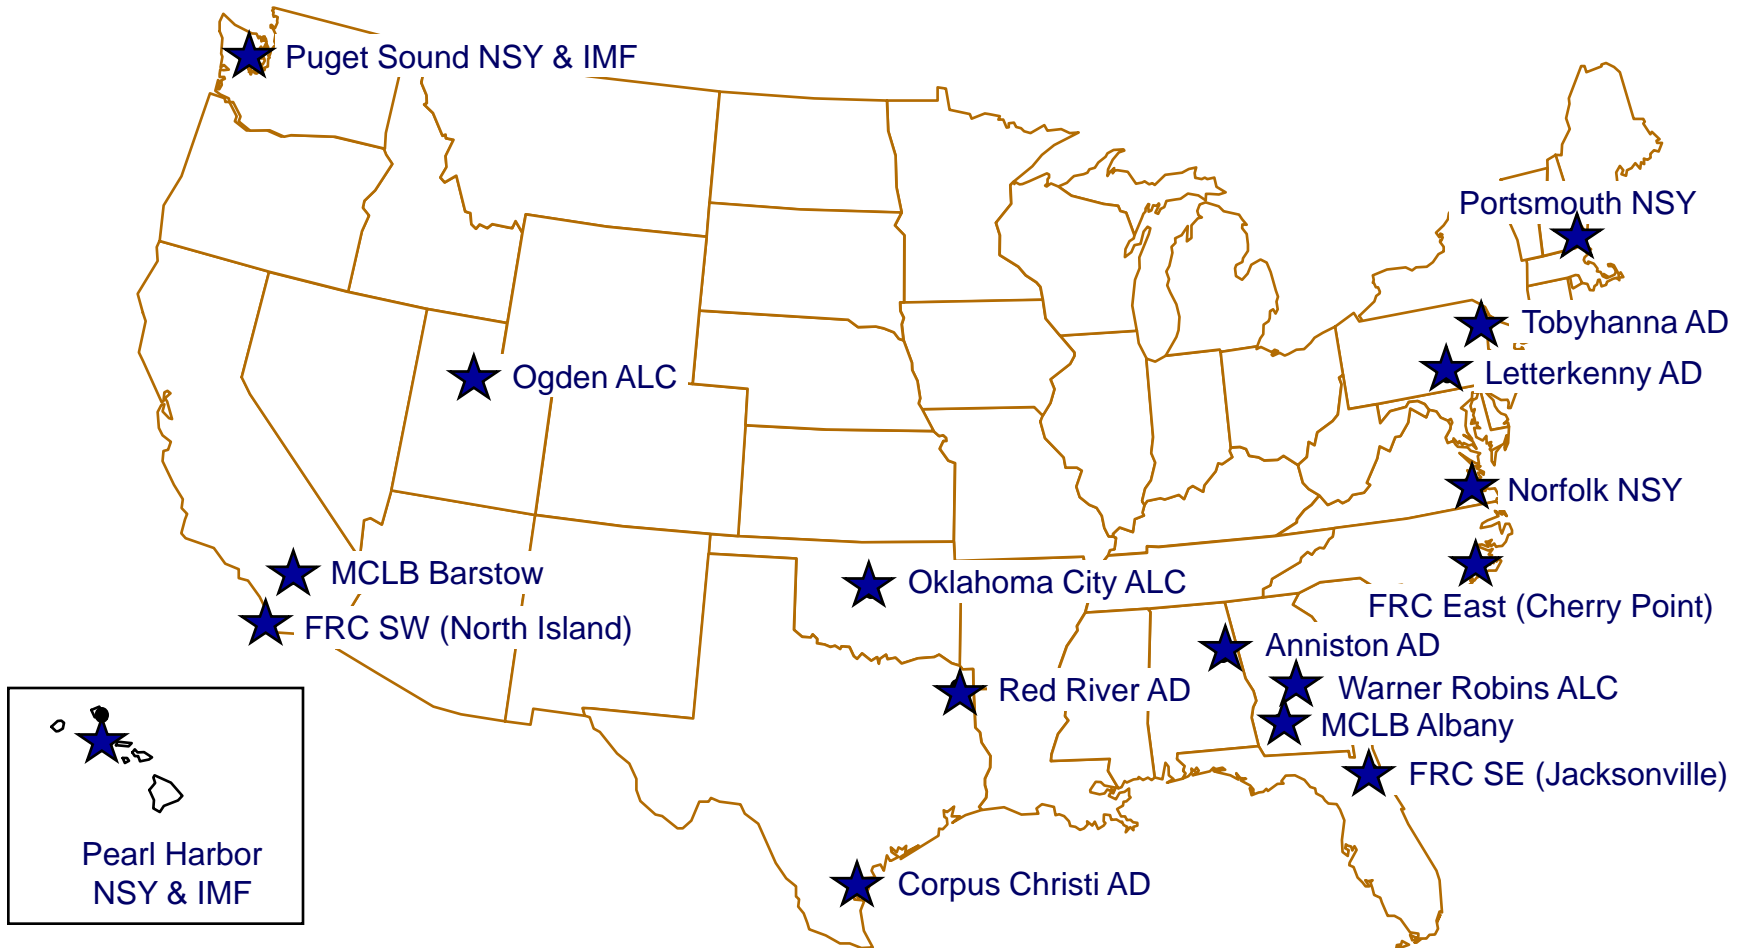 Puget Sound NSY & IMF
Portsmouth NSY
Tobyhanna AD
Letterkenny AD
Ogden ALC
Norfolk NSY
MCLB Barstow
Oklahoma City ALC
FRC East (Cherry Point)
FRC SW (North Island)
Anniston AD
Red River AD
Warner Robins ALC
MCLB Albany
FRC SE (Jacksonville)
Pearl Harbor
NSY & IMF
Corpus Christi AD